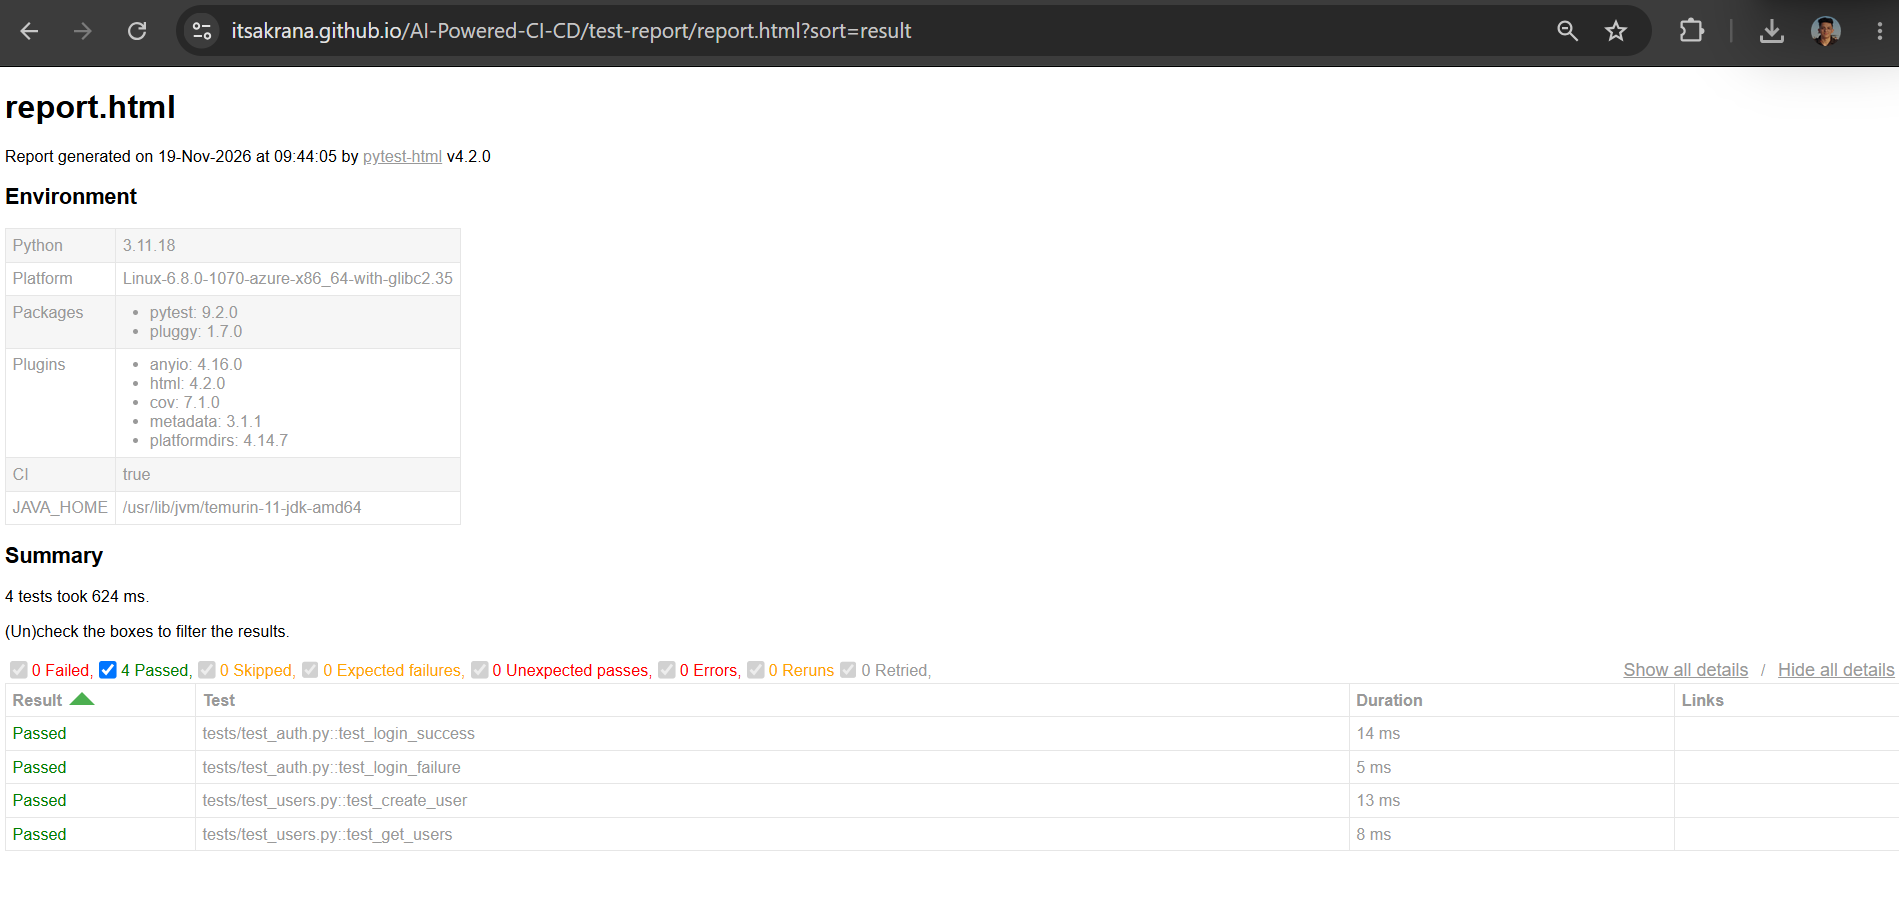 itsakrana.github.io/AI-Powered-CI-CD/test-report/report.html?sort=result
report.html
Report generated on 19-Nov-2026 at 09:44:05 by pytest-html v4.2.0
Environment
Python 3.11.18
Platform Linux-6.8.0-1070-azure-x86_64-with-glibc2.35
Packages • pytest: 9.2.0
• pluggy: 1.7.0
Plugins • anyio: 4.16.0
• html: 4.2.0
• cov: 7.1.0
• metadata: 3.1.1
• platformdirs: 4.14.7
CI true
JAVA_HOME /usr/lib/jvm/temurin-11-jdk-amd64
Summary
4 tests took 624 ms.
(Un)check the boxes to filter the results.
0 Failed, 4 Passed, 0 Skipped, 0 Expected failures, 0 Unexpected passes, 0 Errors, 0 Reruns 0 Retried, Show all details / Hide all details
Result Test Duration Links
Passed tests/test_auth.py::test_login_success 14 ms
Passed tests/test_auth.py::test_login_failure 5 ms
Passed tests/test_users.py::test_create_user 13 ms
Passed tests/test_users.py::test_get_users 8 ms